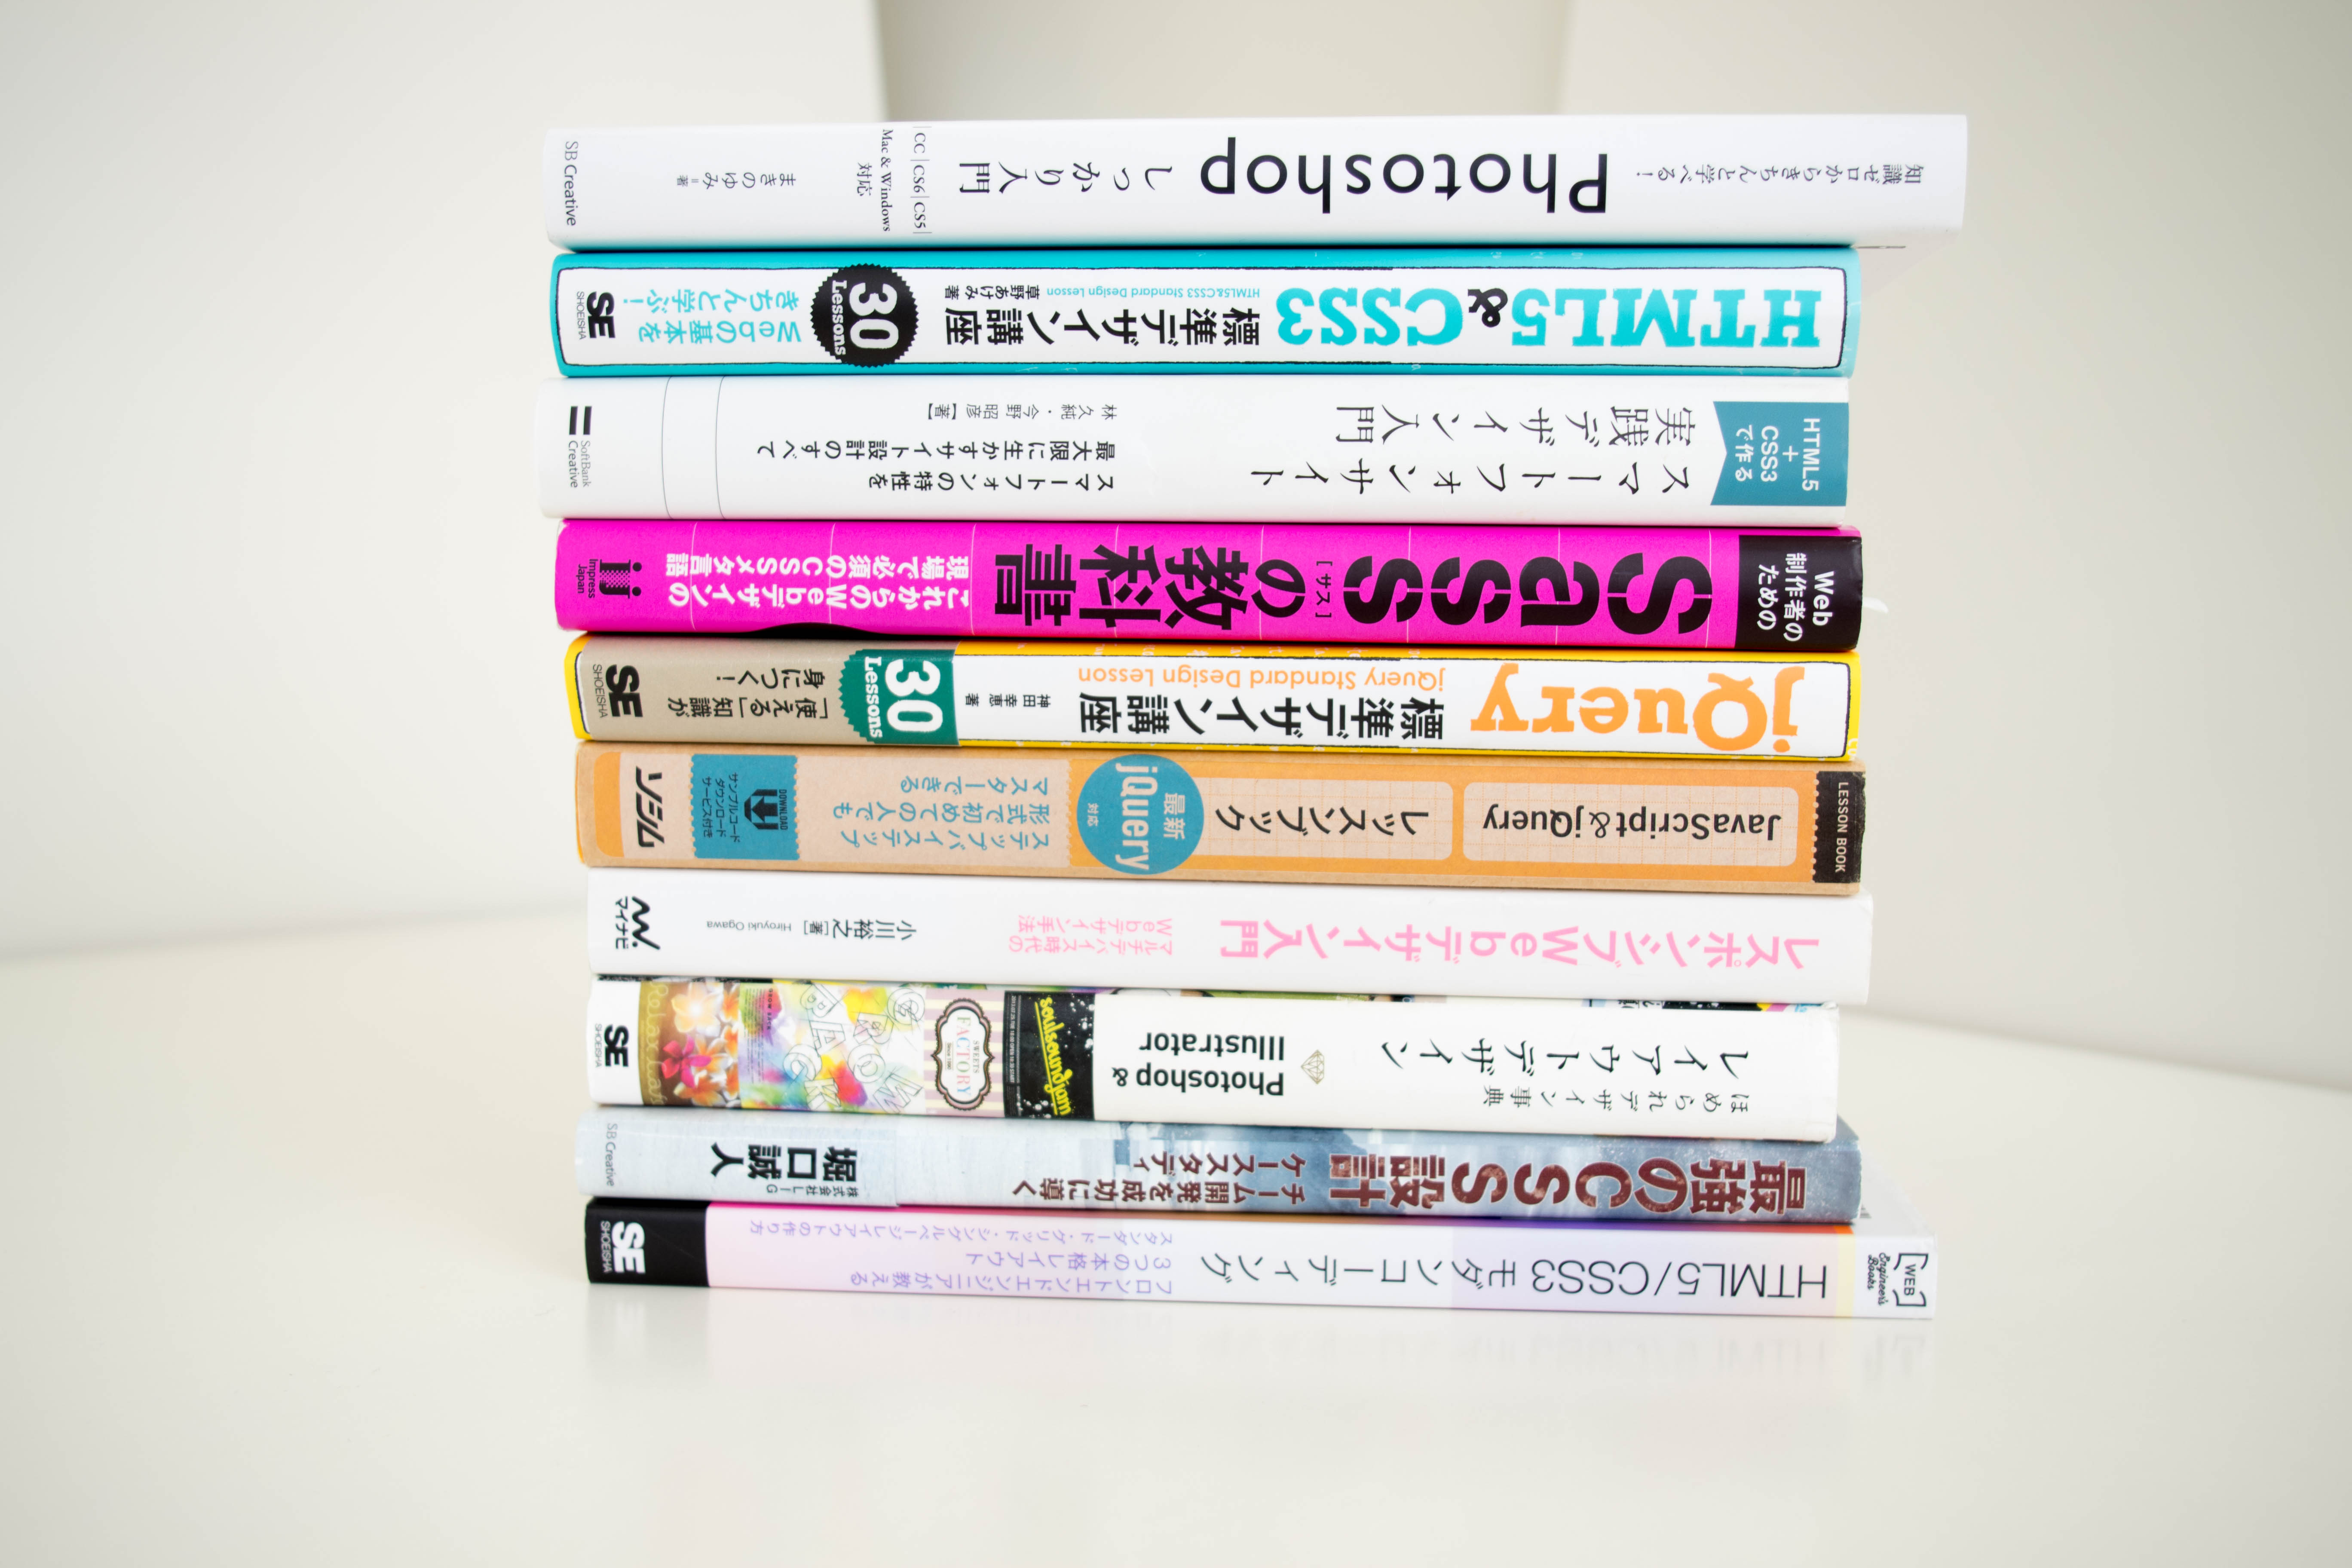 知識ゼロからきちんと学べる!
Photoshop
しっかり入門
CC|CS6|CS5|
Mac & Windows
対応
まきのゆみ=著
SB Creative
HTML5&CSS3
標準デザイン講座
HTML5&CSS3 Standard Design Lesson
草野あけみ 著
30
Lessons
Webの基本を
きちんと学ぶ!
SE
SHOEISHA
HTML5
+
CSS3
で作る
スマートフォンサイト
実践デザイン入門
スマートフォンの特性を
最大限に生かすサイト設計のすべて
林 久純・今野 昭彦【著】
SoftBank
Creative
Web
制作者の
ための
Sassの教科書
[サス]
これからのWebデザインの
現場で必須のCSSメタ言語
Impress
Japan
jQuery
標準デザイン講座
jQuery Standard Design Lesson
神田幸恵 著
30
Lessons
「使える」知識が
身につく!
SE
SHOEISHA
LESSON BOOK
JavaScript&jQuery
レッスンブック
最新
jQuery
対応
ステップバイステップ
形式で初めての人でも
マスターできる
DOWNLOAD
サンプルコード
ダウンロード
サービス付き
ソシム
レスポンシブWebデザイン入門
マルチデバイス時代の
Webデザイン手法
小川裕之[著] Hiroyuki Ogawa
マイナビ
ほめられデザイン事典
レイアウトデザイン
Photoshop &
Illustrator
soulsoundjam
SWEETS
FACTORY
SE
SHOEISHA
最強のCSS設計
チーム開発を成功に導く
ケーススタディ
株式会社LIG
堀口誠人
SB Creative
WEB
Engineer's
Books
HTML5/CSS3 モダンコーディング
フロントエンドエンジニアが教える
3つの本格レイアウト
スタンダード・グリッド・シングルページレイアウトの作り方
SE
SHOEISHA